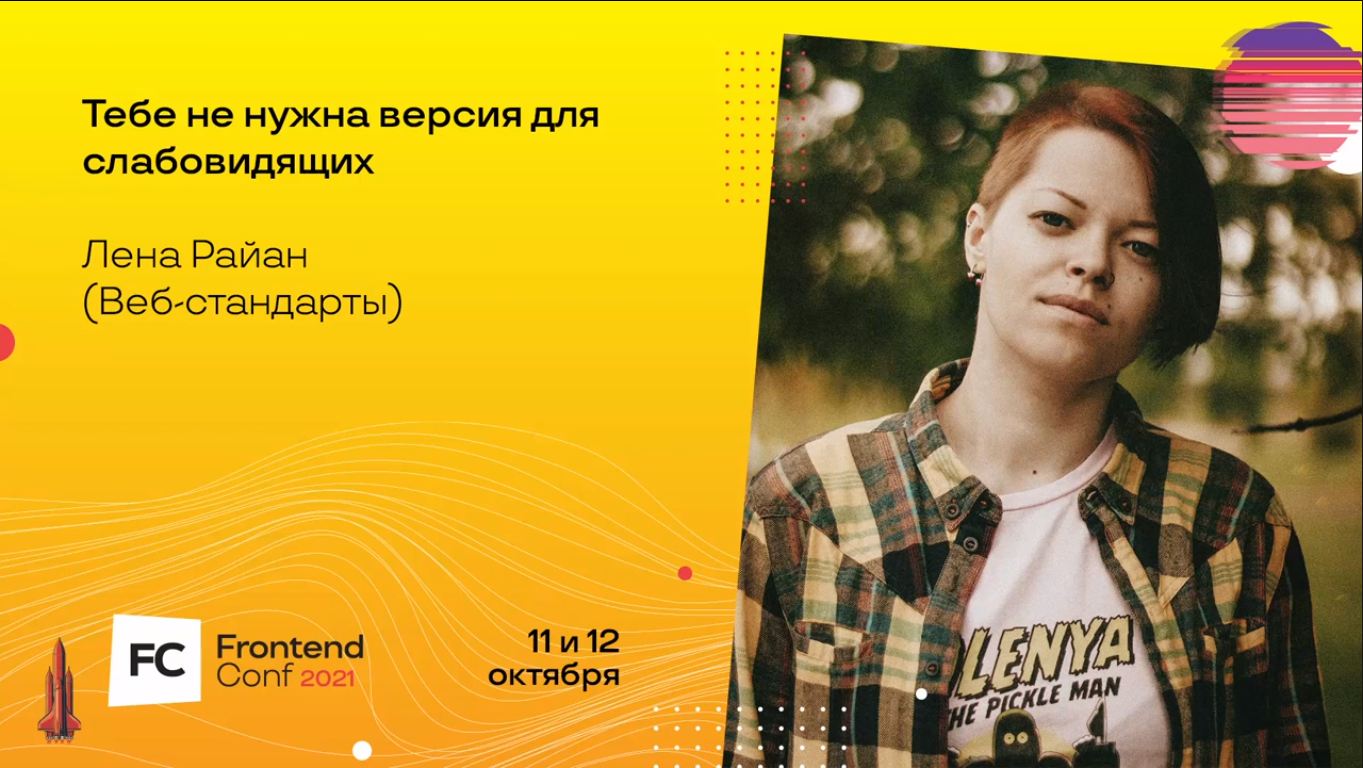 Тебе не нужна версия для
слабовидящих
Лена Райан
(Веб-стандарты)
FC
Frontend
Conf 2021
11 и 12
октября
LENYA
THE PICKLE MAN